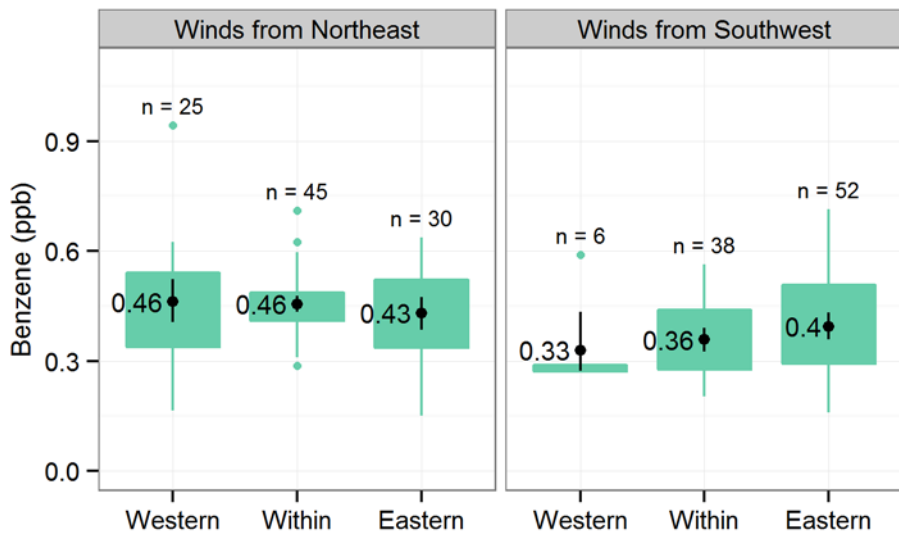 Winds from Northeast
Winds from Southwest
Benzene (ppb)
0.9
0.6
0.3
0.0
n = 25
n = 45
n = 30
0.46
0.46
0.43
Western
Within
Eastern
n = 6
n = 38
n = 52
0.33
0.36
0.4
Western
Within
Eastern